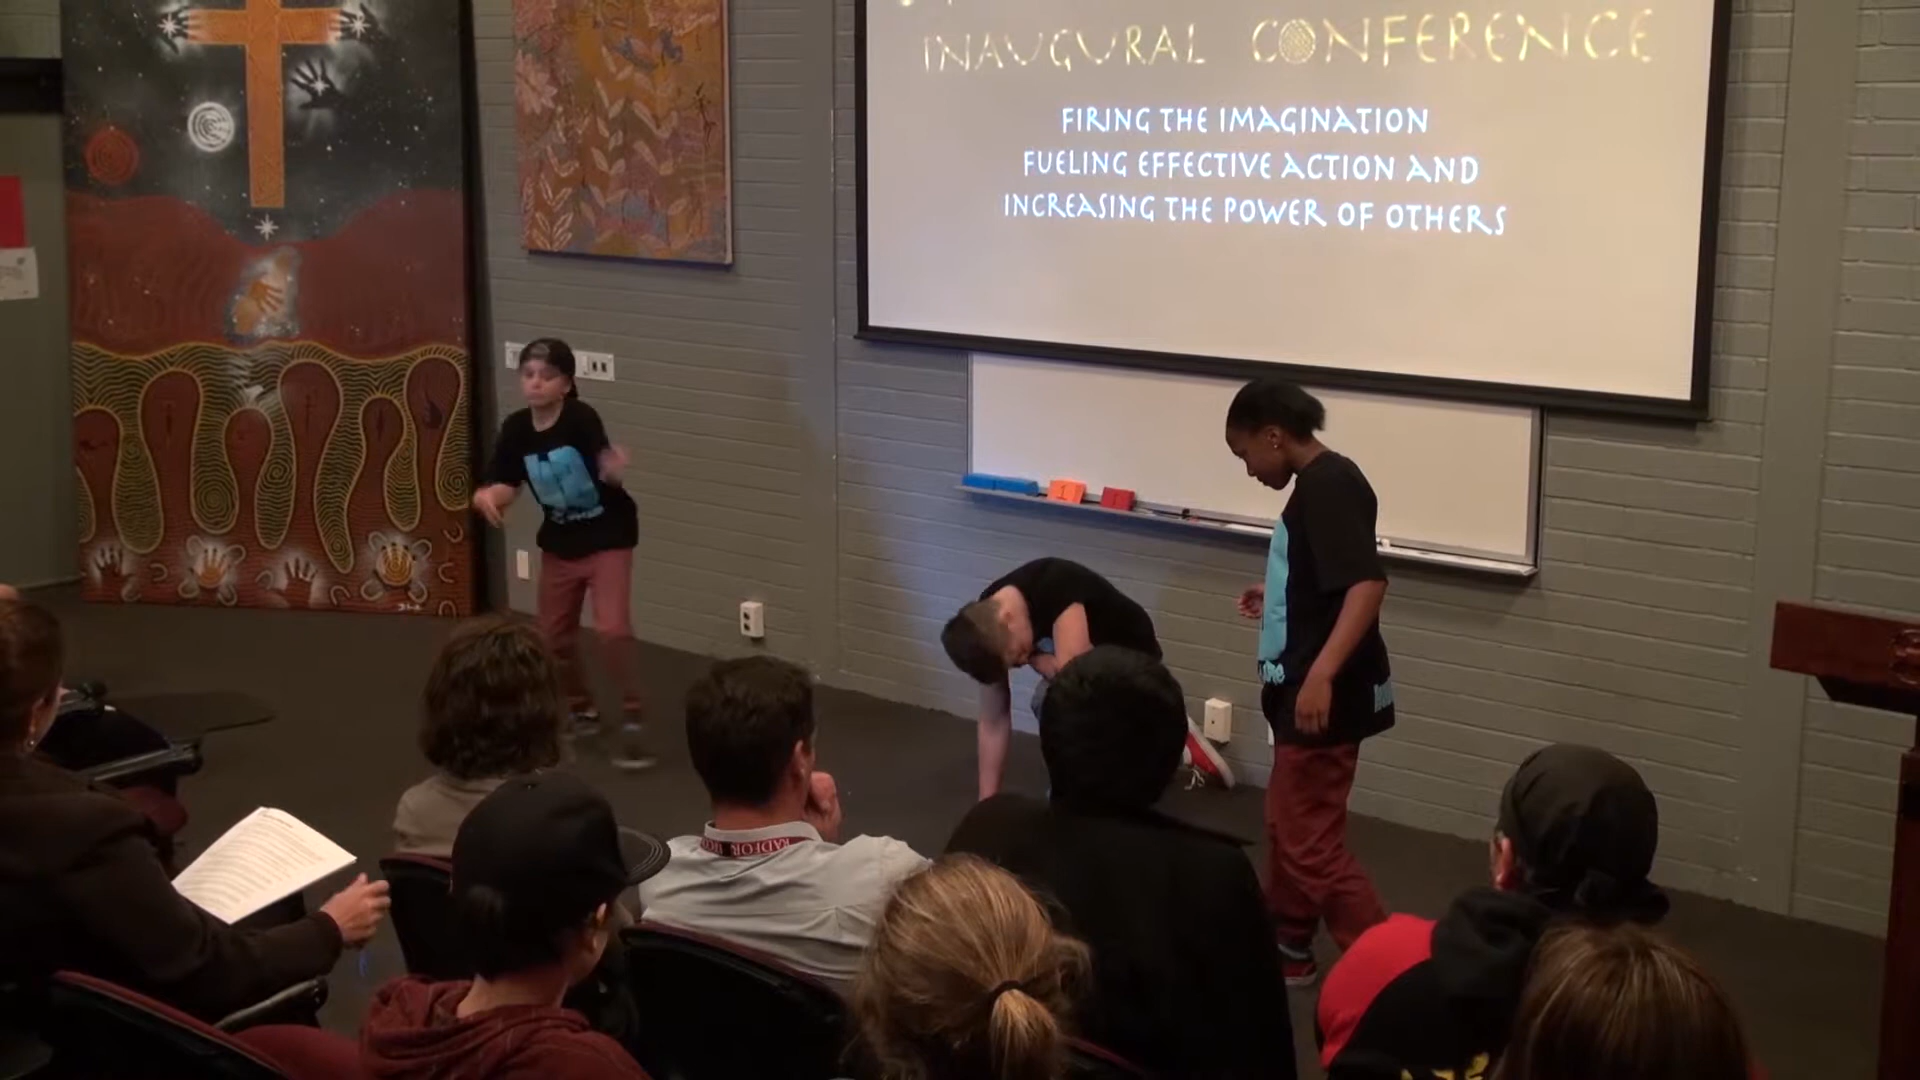 INAUGURAL CONFERENCE
FIRING THE IMAGINATION
FUELING EFFECTIVE ACTION AND
INCREASING THE POWER OF OTHERS